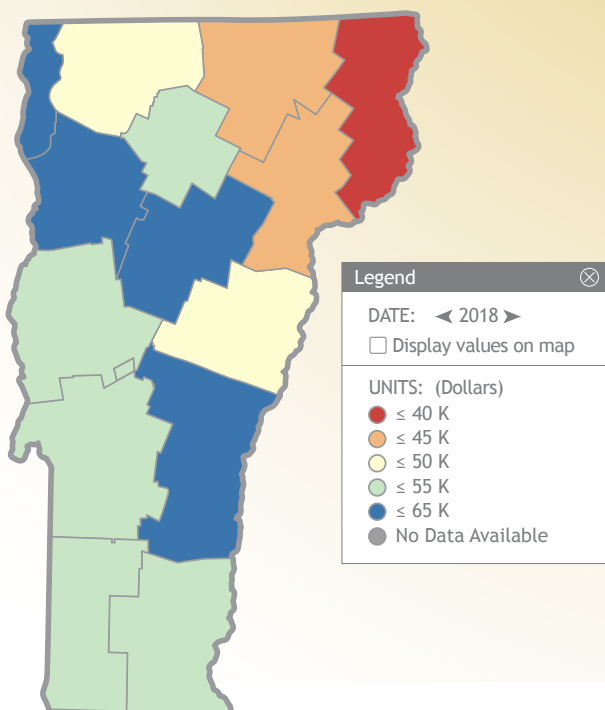 Legend
DATE: 2018
Display values on map
UNITS: (Dollars)
≤ 40 K
≤ 45 K
≤ 50 K
≤ 55 K
≤ 65 K
No Data Available